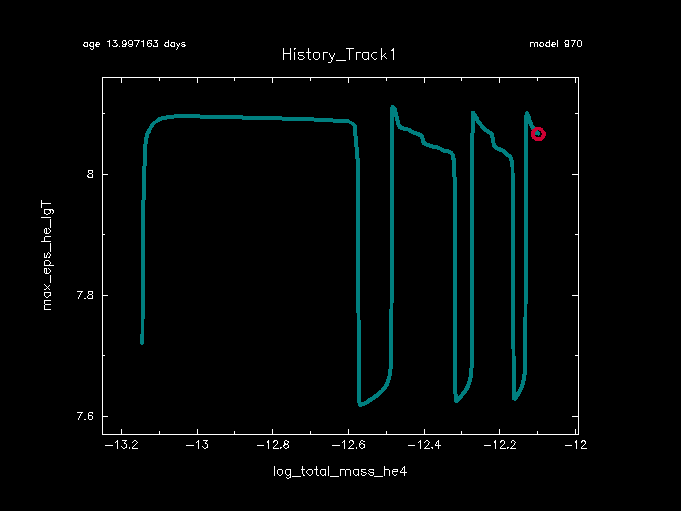 age 13.997163 days
model 970
History_Track1
8
7.8
7.6
max_eps_he_lgT
−13.2
−13
−12.8
−12.6
−12.4
−12.2
−12
log_total_mass_he4